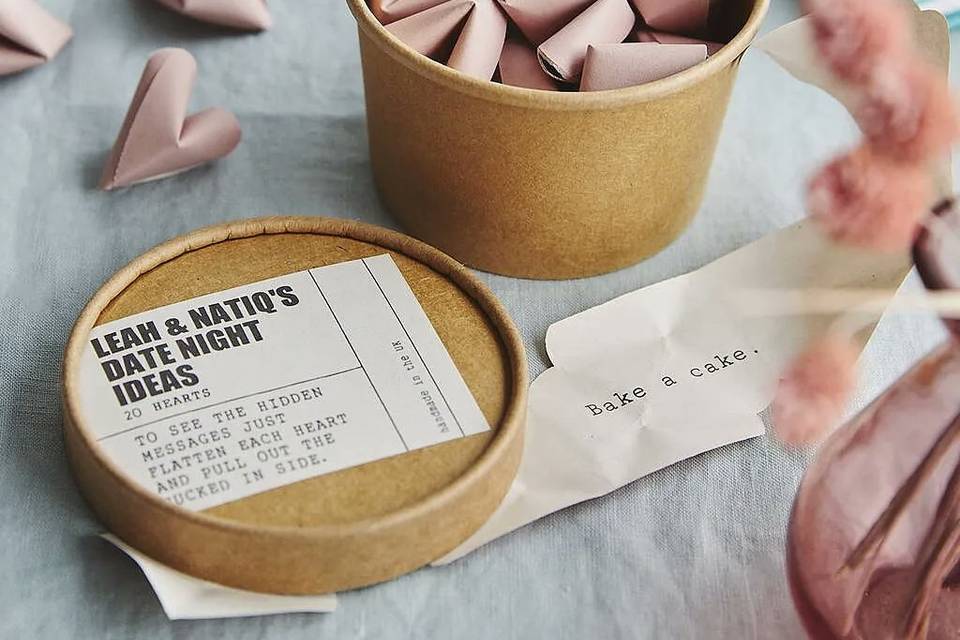 LEAH & NATIQ'S
DATE NIGHT
IDEAS
20 HEARTS
TO SEE THE HIDDEN
MESSAGES JUST
FLATTEN EACH HEART
AND PULL OUT THE
TUCKED IN SIDE.
handmade in the uk
Bake a cake.